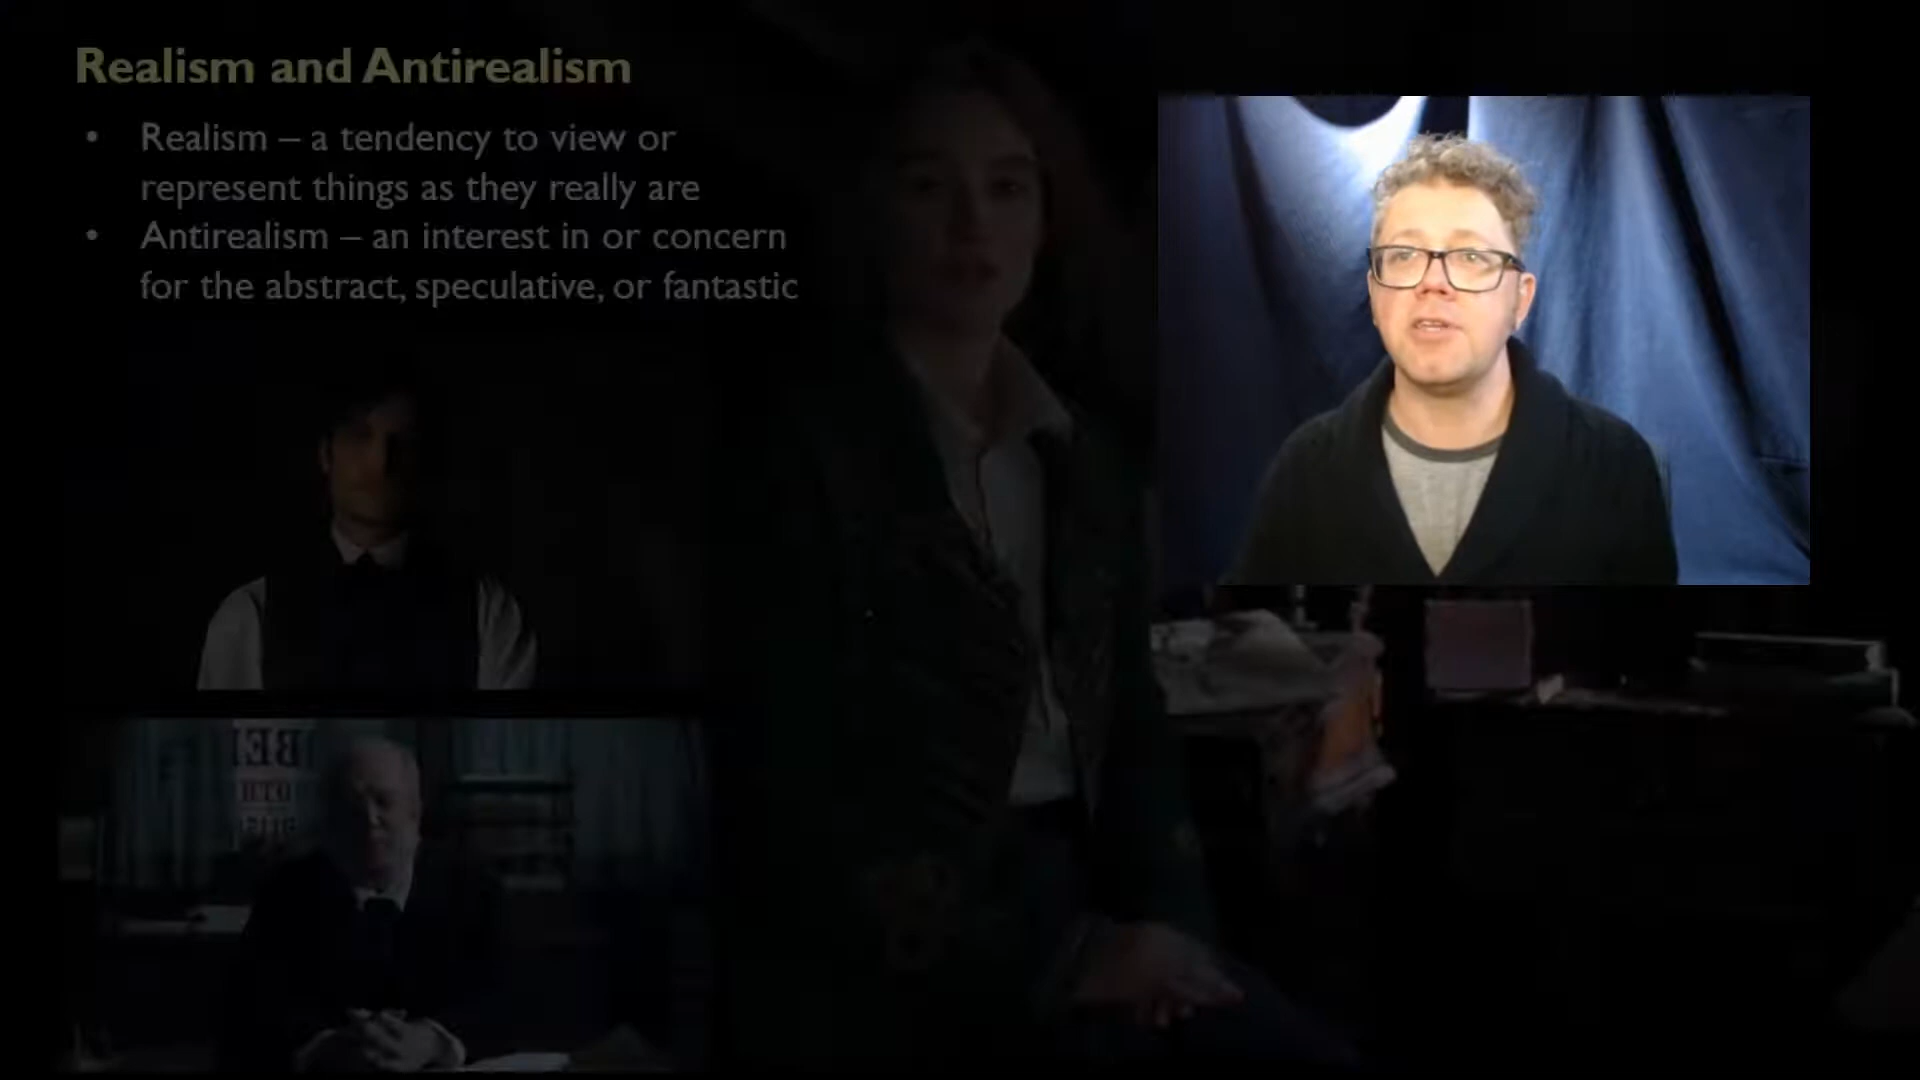 Realism and Antirealism
• Realism – a tendency to view or
represent things as they really are
• Antirealism – an interest in or concern
for the abstract, speculative, or fantastic